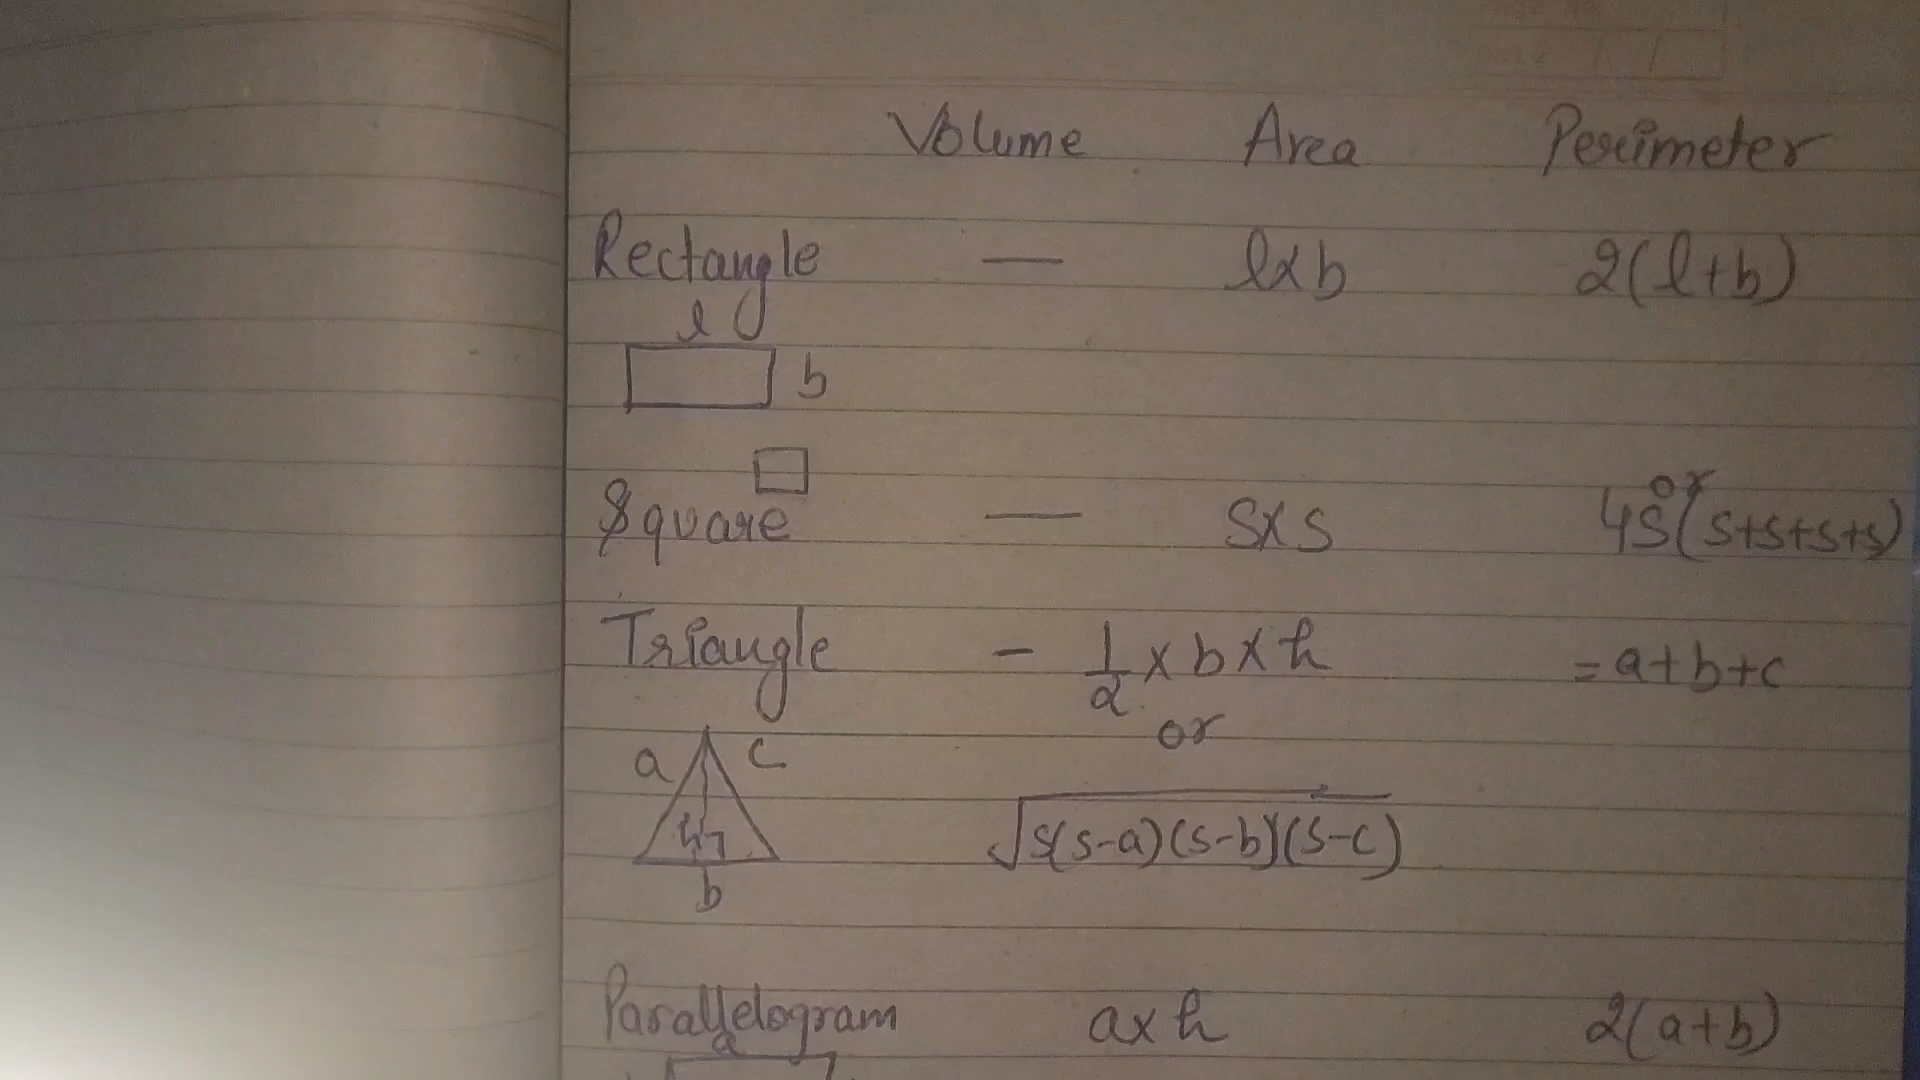 Volume Area Perimeter
Rectangle — l×b 2(l+b)
l
b
Square — S×S 4S or (S+S+S+S)
Triangle - 1/2 × b × h = a+b+c
or
a c
h
b
√s(s-a)(s-b)(s-c)
Parallelogram a×h 2(a+b)
a